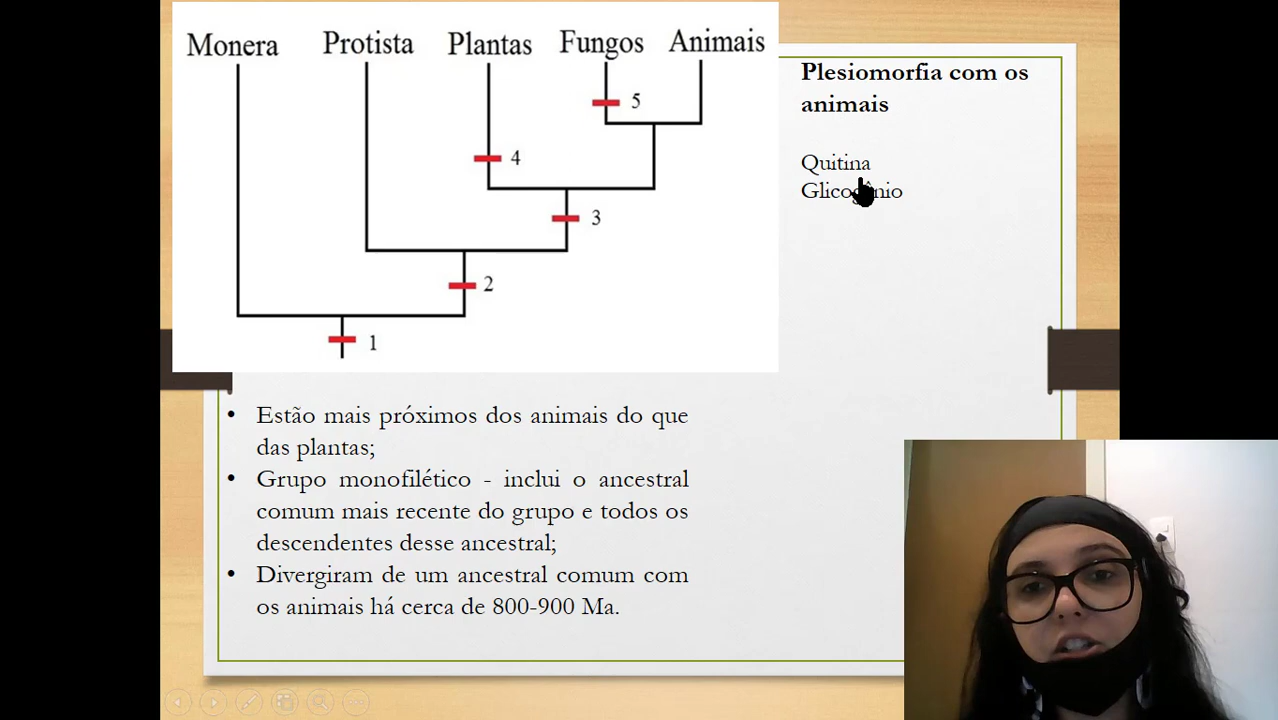 Monera Protista Plantas Fungos Animais
5
4
3
2
1
Plesiomorfia com os
animais
Quitina
Glicogênio
• Estão mais próximos dos animais do que
das plantas;
• Grupo monofilético - inclui o ancestral
comum mais recente do grupo e todos os
descendentes desse ancestral;
• Divergiram de um ancestral comum com
os animais há cerca de 800-900 Ma.